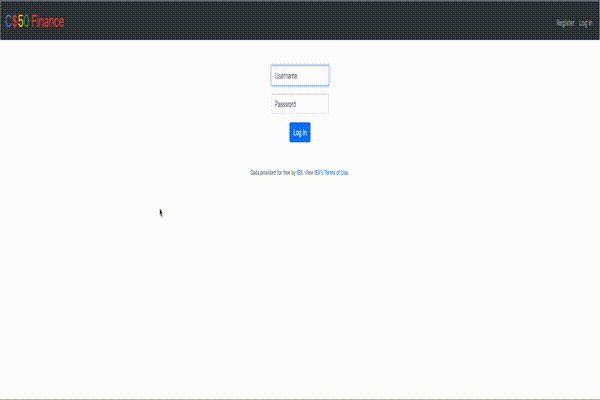 C$50 Finance
Register Log In
Username
Password
Log In
Data provided for free by IEX. View IEX's Terms of Use.